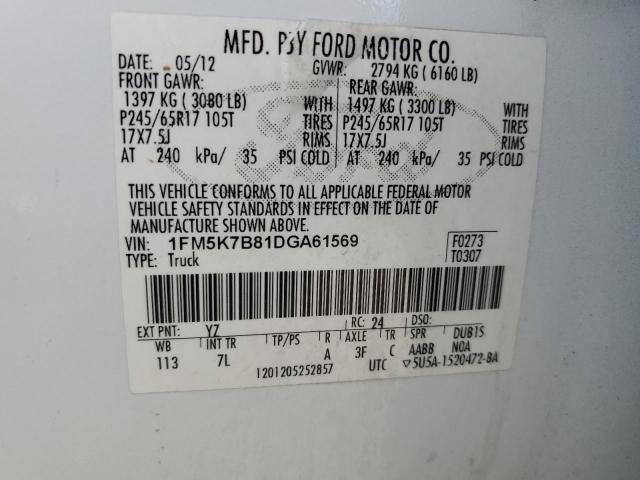 MFD. BY FORD MOTOR CO.
DATE: 05/12 GVWR: 2794 KG ( 6160 LB)
FRONT GAWR: REAR GAWR:
1397 KG ( 3080 LB) WITH 1497 KG ( 3300 LB) WITH
P245/65R17 105T TIRES P245/65R17 105T TIRES
17X7.5J RIMS 17X7.5J RIMS
AT 240 kPa/ 35 PSI COLD AT 240 kPa/ 35 PSI COLD
Ford
THIS VEHICLE CONFORMS TO ALL APPLICABLE FEDERAL MOTOR
VEHICLE SAFETY STANDARDS IN EFFECT ON THE DATE OF
MANUFACTURE SHOWN ABOVE.
VIN: 1FM5K7B81DGA61569 F0273
TYPE: Truck T0307
EXT PNT: YZ RC: 24 DSO:
WB INT TR TP/PS R AXLE TR SPR DUB1S
113 7L A 3F C AABB N0A
1201205252857 UTC ▽5U5A-1520472-BA